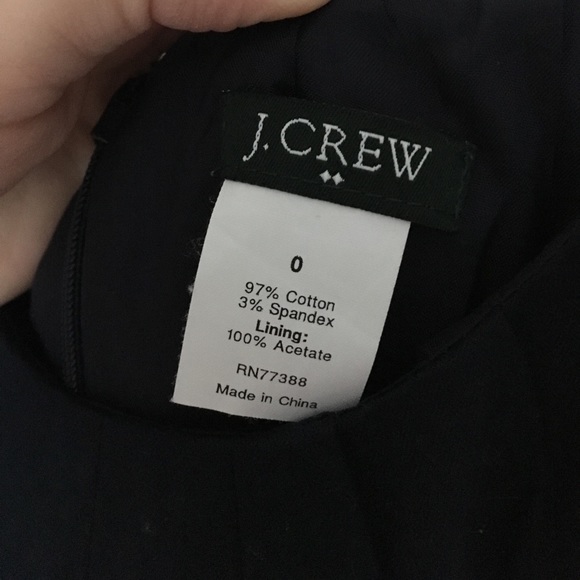 J.CREW
0
97% Cotton
3% Spandex
Lining:
100% Acetate
RN77388
Made in China